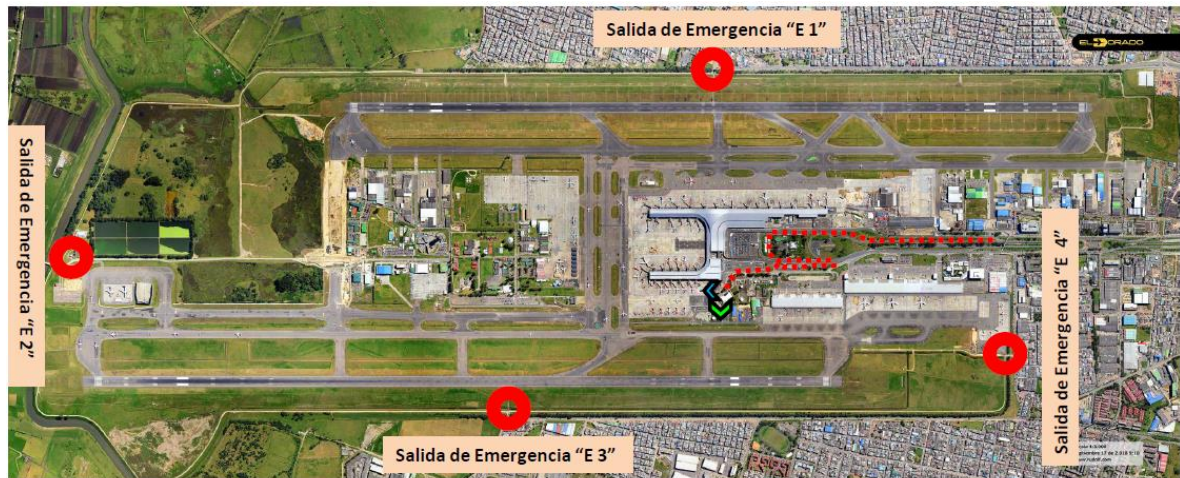 Salida de Emergencia “E 1”
EL DORADO
Salida de Emergencia “E 2”
Salida de Emergencia “E 4”
Salida de Emergencia “E 3”